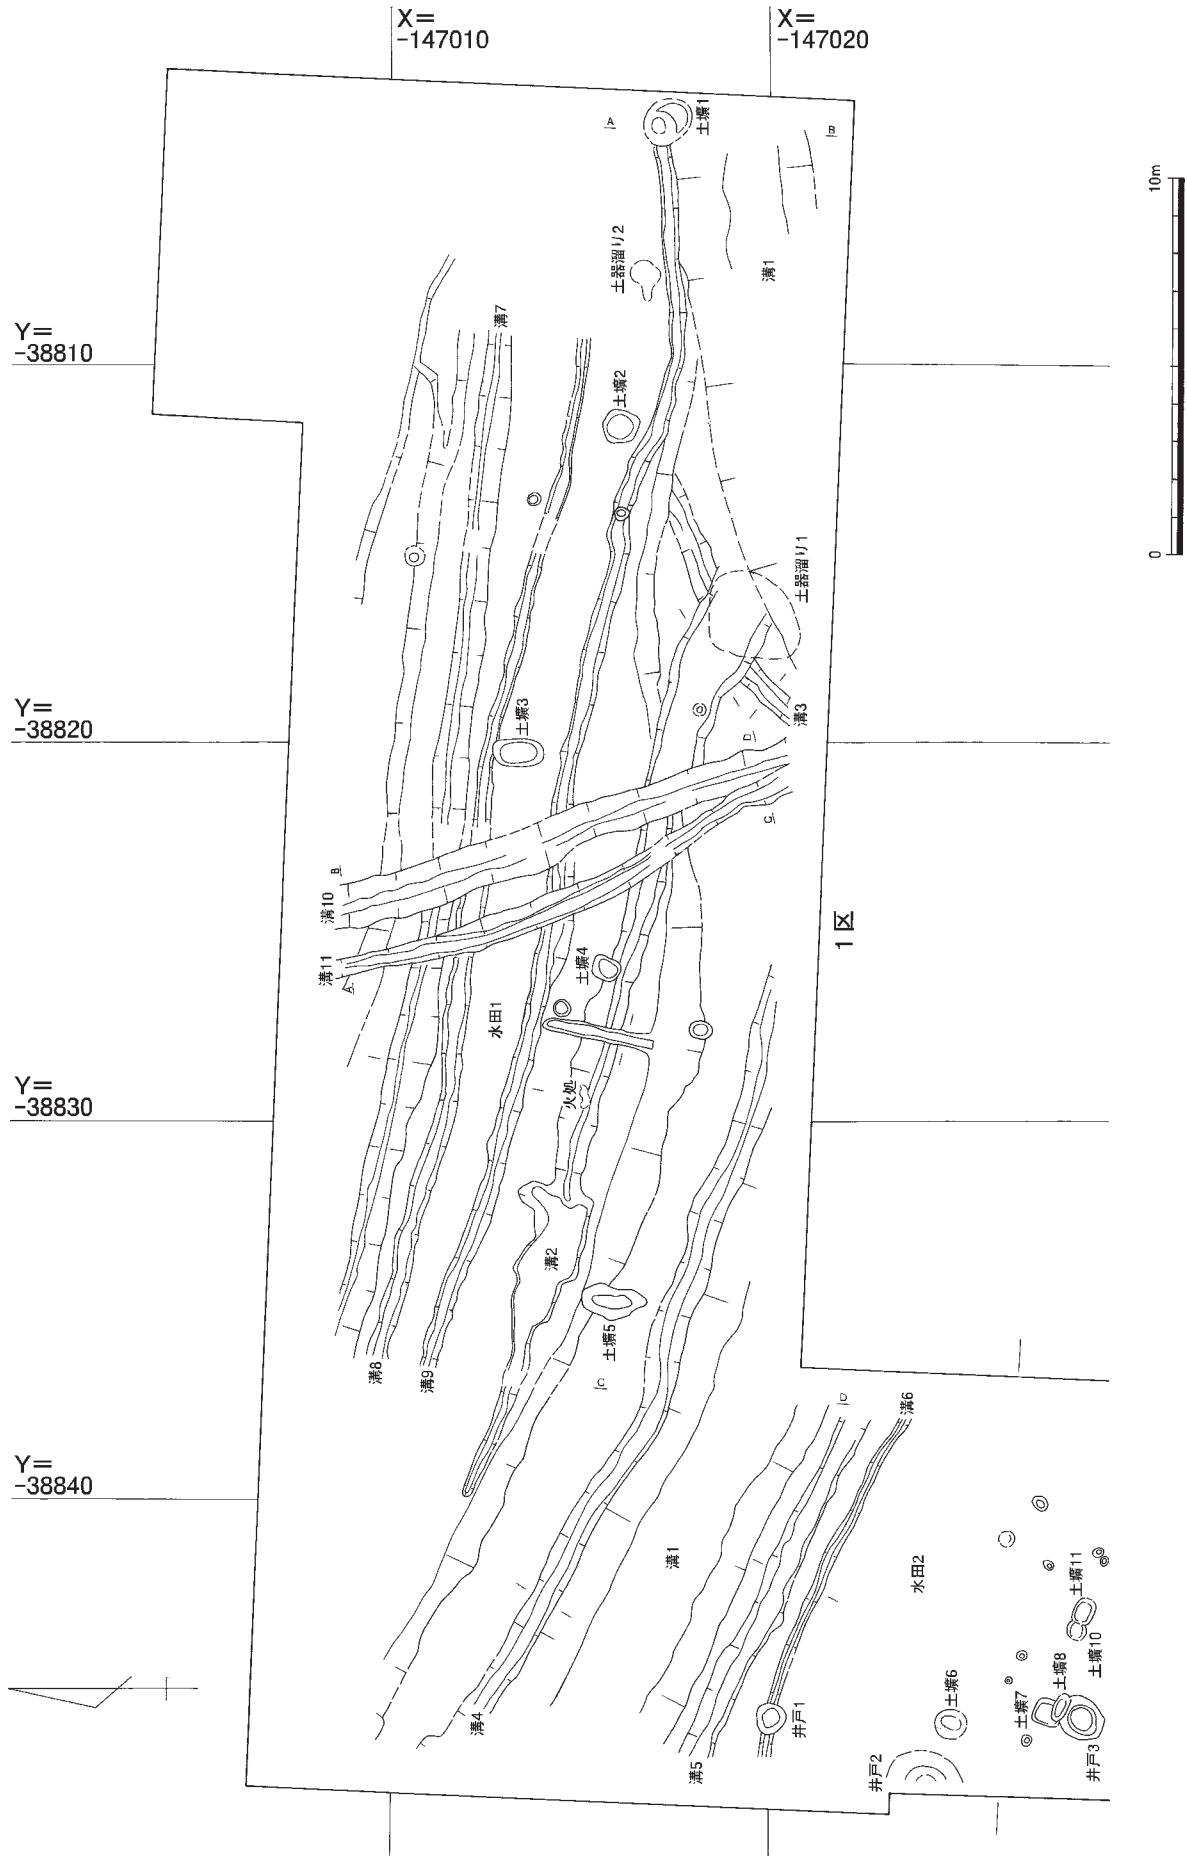 X=
-147010
X=
-147020
A
土壙1
B
10m
土器溜り2
溝1
溝7
Y=
-38810
土壙2
0
土器溜り1
土壙3
Y=
-38820
溝3
D
C
B
溝10
1区
溝11
A
土壙4
水田1
火処
Y=
-38830
溝2
土壙5
溝8
溝9
C
D
溝6
Y=
-38840
溝1
水田2
土壙11
土壙10
土壙8
土壙6
土壙7
溝4
井戸1
井戸3
溝5
井戸2